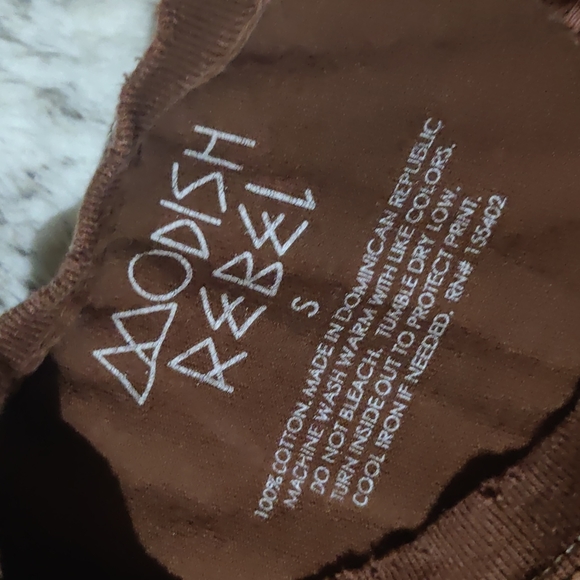 MODISH
REBEL
S
100% COTTON. MADE IN DOMINICAN REPUBLIC
MACHINE WASH WARM WITH LIKE COLORS.
DO NOT BLEACH. TUMBLE DRY LOW.
TURN INSIDE OUT TO PROTECT PRINT.
COOL IRON IF NEEDED. RN# 155402